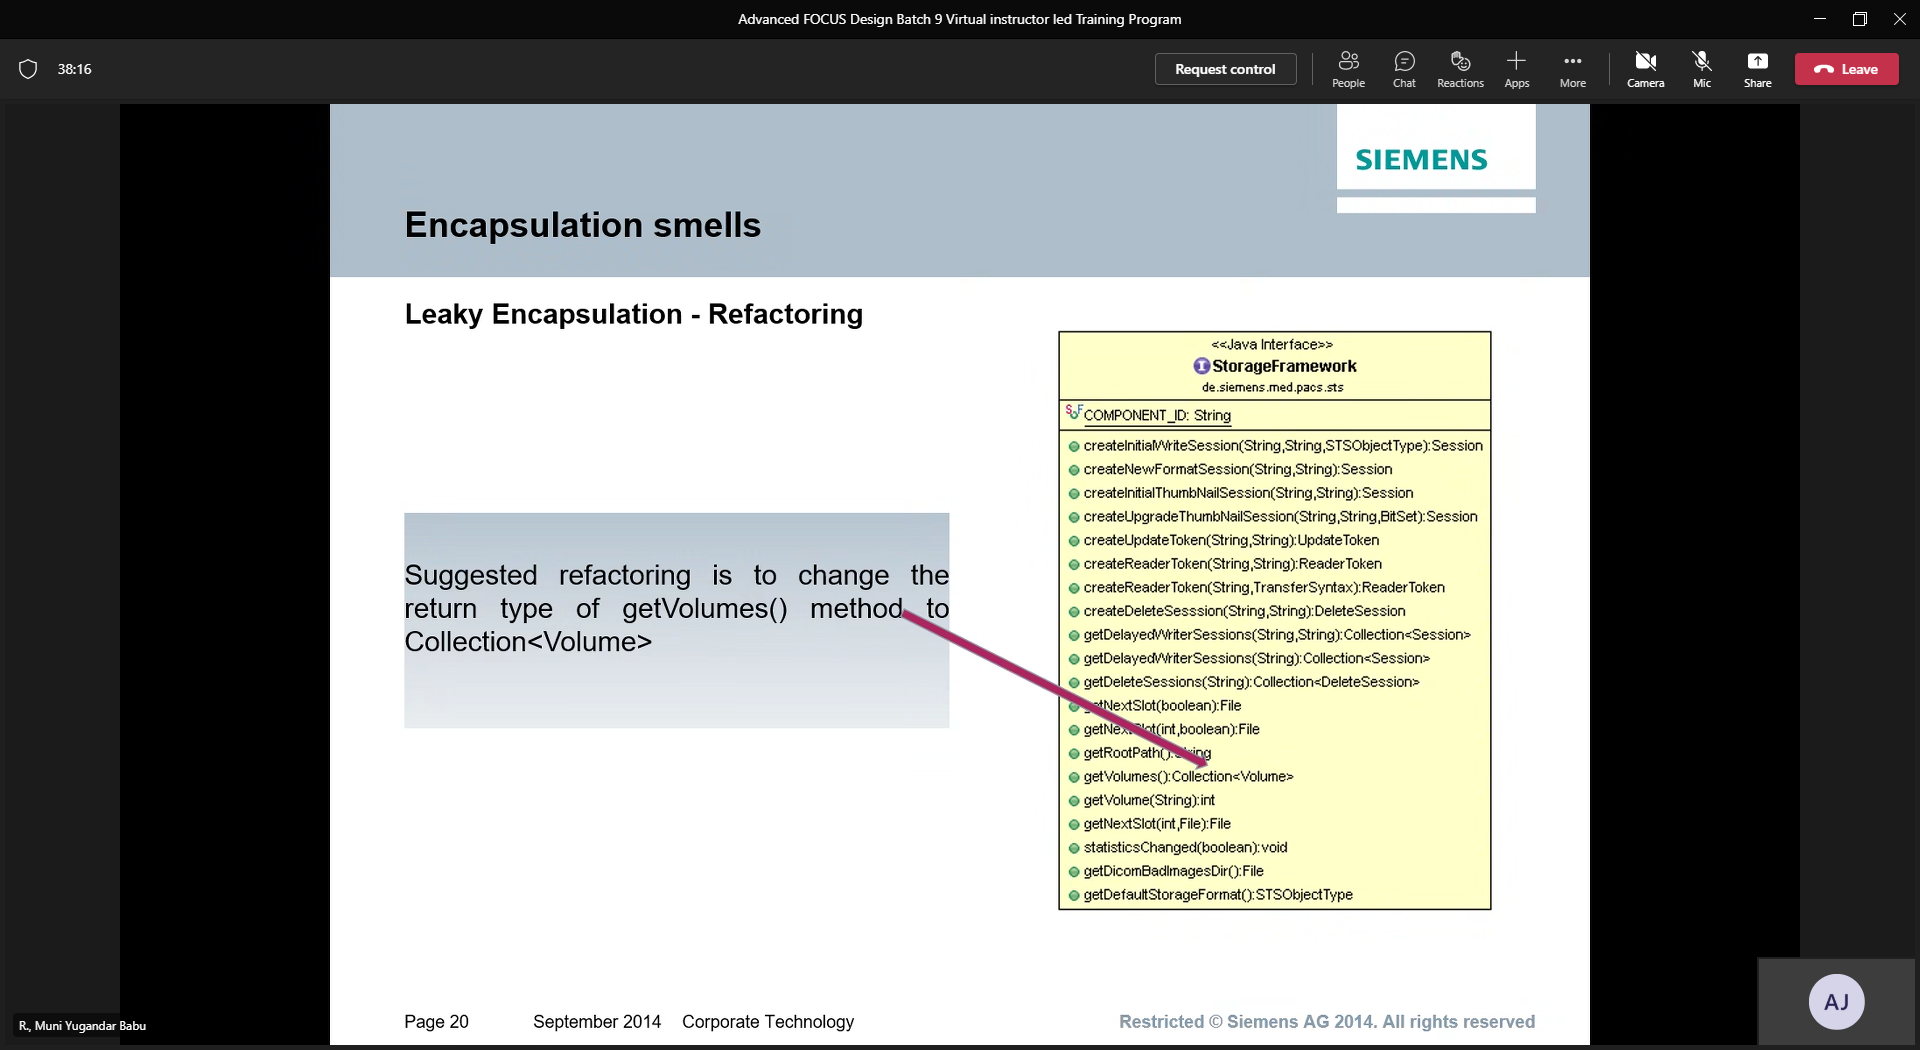 Advanced FOCUS Design Batch 9 Virtual instructor led Training Program
38:16
Request control
People
Chat
Reactions
Apps
More
Camera
Mic
Share
Leave
SIEMENS
Encapsulation smells
Leaky Encapsulation - Refactoring
Suggested refactoring is to change the
return type of getVolumes() method to
Collection<Volume>
<<Java Interface>>
I StorageFramework
de.siemens.med.pacs.sts
S F COMPONENT_ID: String
createInitialWriteSession(String,String,STSObjectType):Session
createNewFormatSession(String,String):Session
createInitialThumbNailSession(String,String):Session
createUpgradeThumbNailSession(String,String,BitSet):Session
createUpdateToken(String,String):UpdateToken
createReaderToken(String,String):ReaderToken
createReaderToken(String,TransferSyntax):ReaderToken
createDeleteSesssion(String,String):DeleteSession
getDelayedWriterSessions(String,String):Collection<Session>
getDelayedWriterSessions(String):Collection<Session>
getDeleteSessions(String):Collection<DeleteSession>
getNextSlot(boolean):File
getNextSlot(int,boolean):File
getRootPath():String
getVolumes():Collection<Volume>
getVolume(String):int
getNextSlot(int,File):File
statisticsChanged(boolean):void
getDicomBadImagesDir():File
getDefaultStorageFormat():STSObjectType
Page 20 September 2014 Corporate Technology Restricted © Siemens AG 2014. All rights reserved
R., Muni Yugandar Babu
AJ